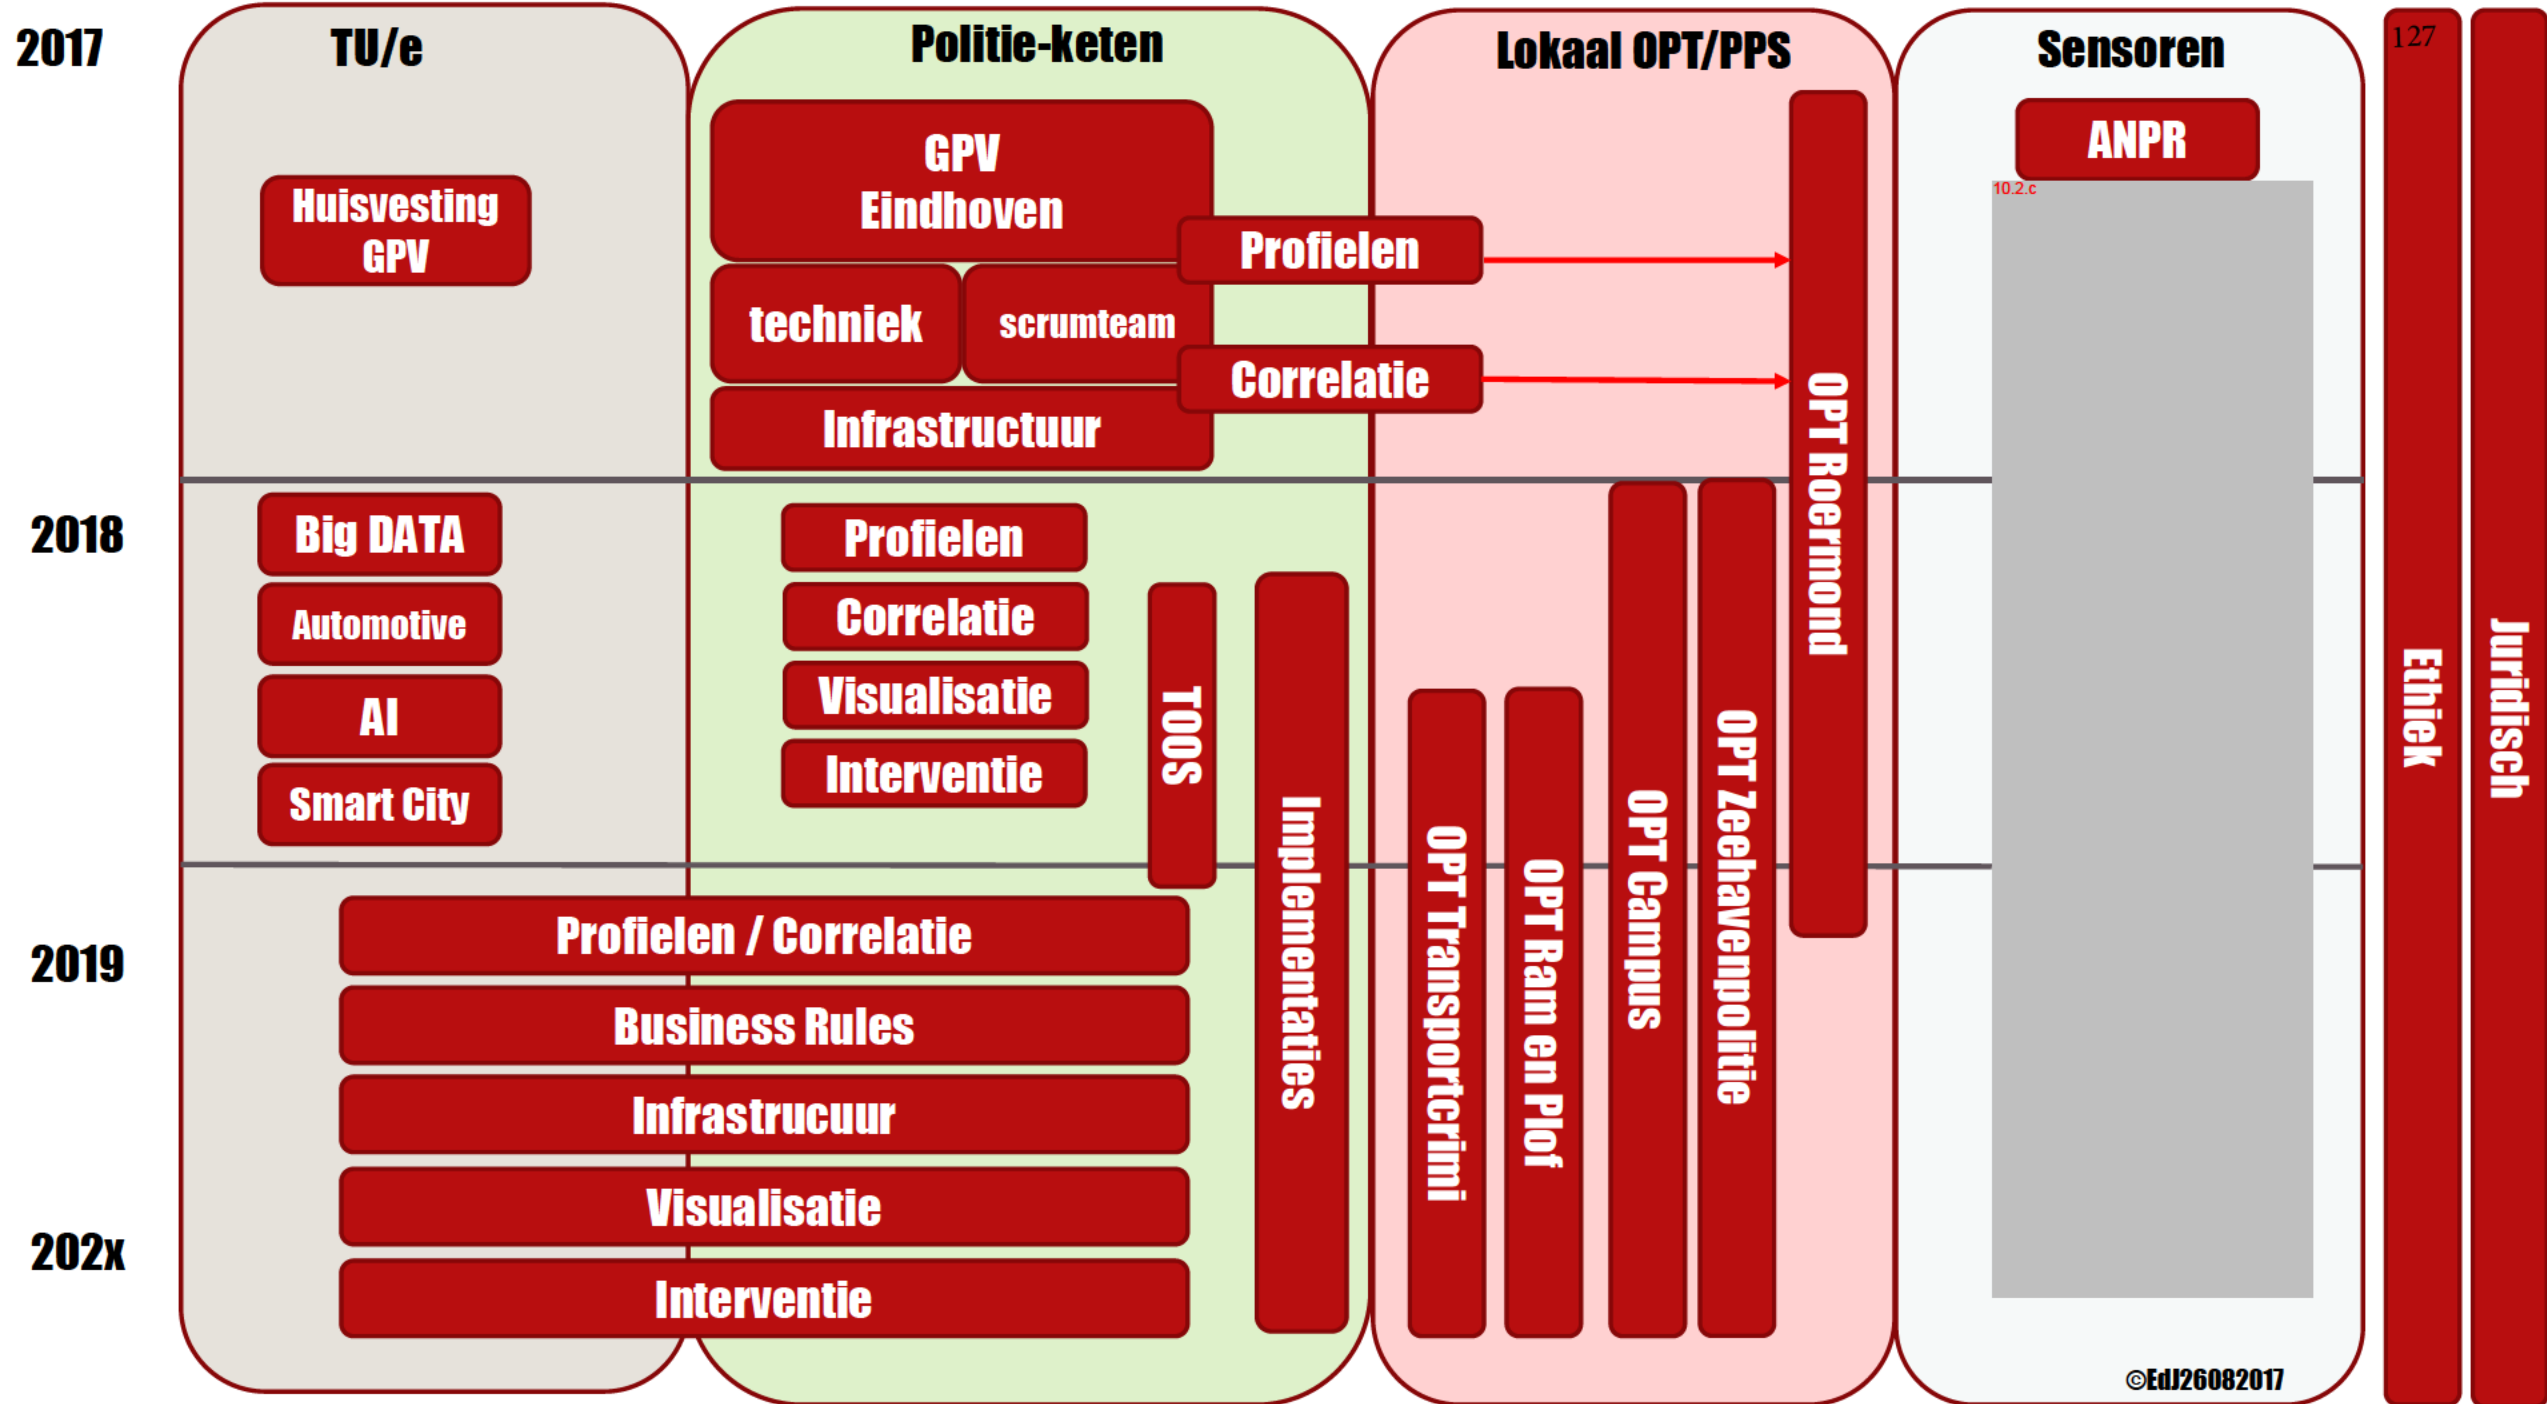 2017
TU/e
Politie-keten
Lokaal OPT/PPS
Sensoren
127
Huisvesting
GPV
GPV
Eindhoven
techniek
scrumteam
Infrastructuur
Profielen
Correlatie
OPT Roermond
ANPR
10.2.c
2018
Big DATA
Automotive
AI
Smart City
Profielen
Correlatie
Visualisatie
Interventie
TOOS
Implementaties
OPT Transportcrimi
OPT Ram en Plof
OPT Campus
OPT Zeehavenpolitie
Ethiek
Juridisch
2019
Profielen / Correlatie
Business Rules
Infrastrucuur
202x
Visualisatie
Interventie
©EdJ26082017